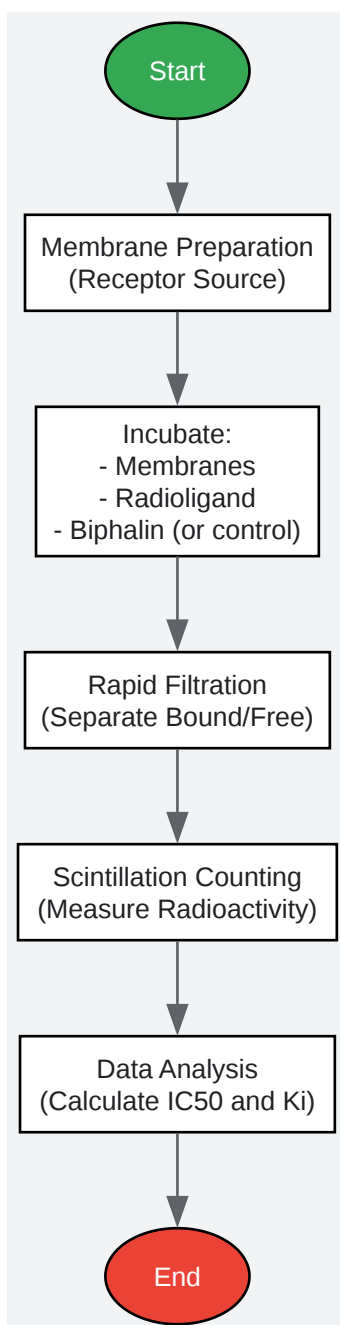 Start
Membrane Preparation
(Receptor Source)
Incubate:
- Membranes
- Radioligand
- Biphalin (or control)
Rapid Filtration
(Separate Bound/Free)
Scintillation Counting
(Measure Radioactivity)
Data Analysis
(Calculate IC50 and Ki)
End